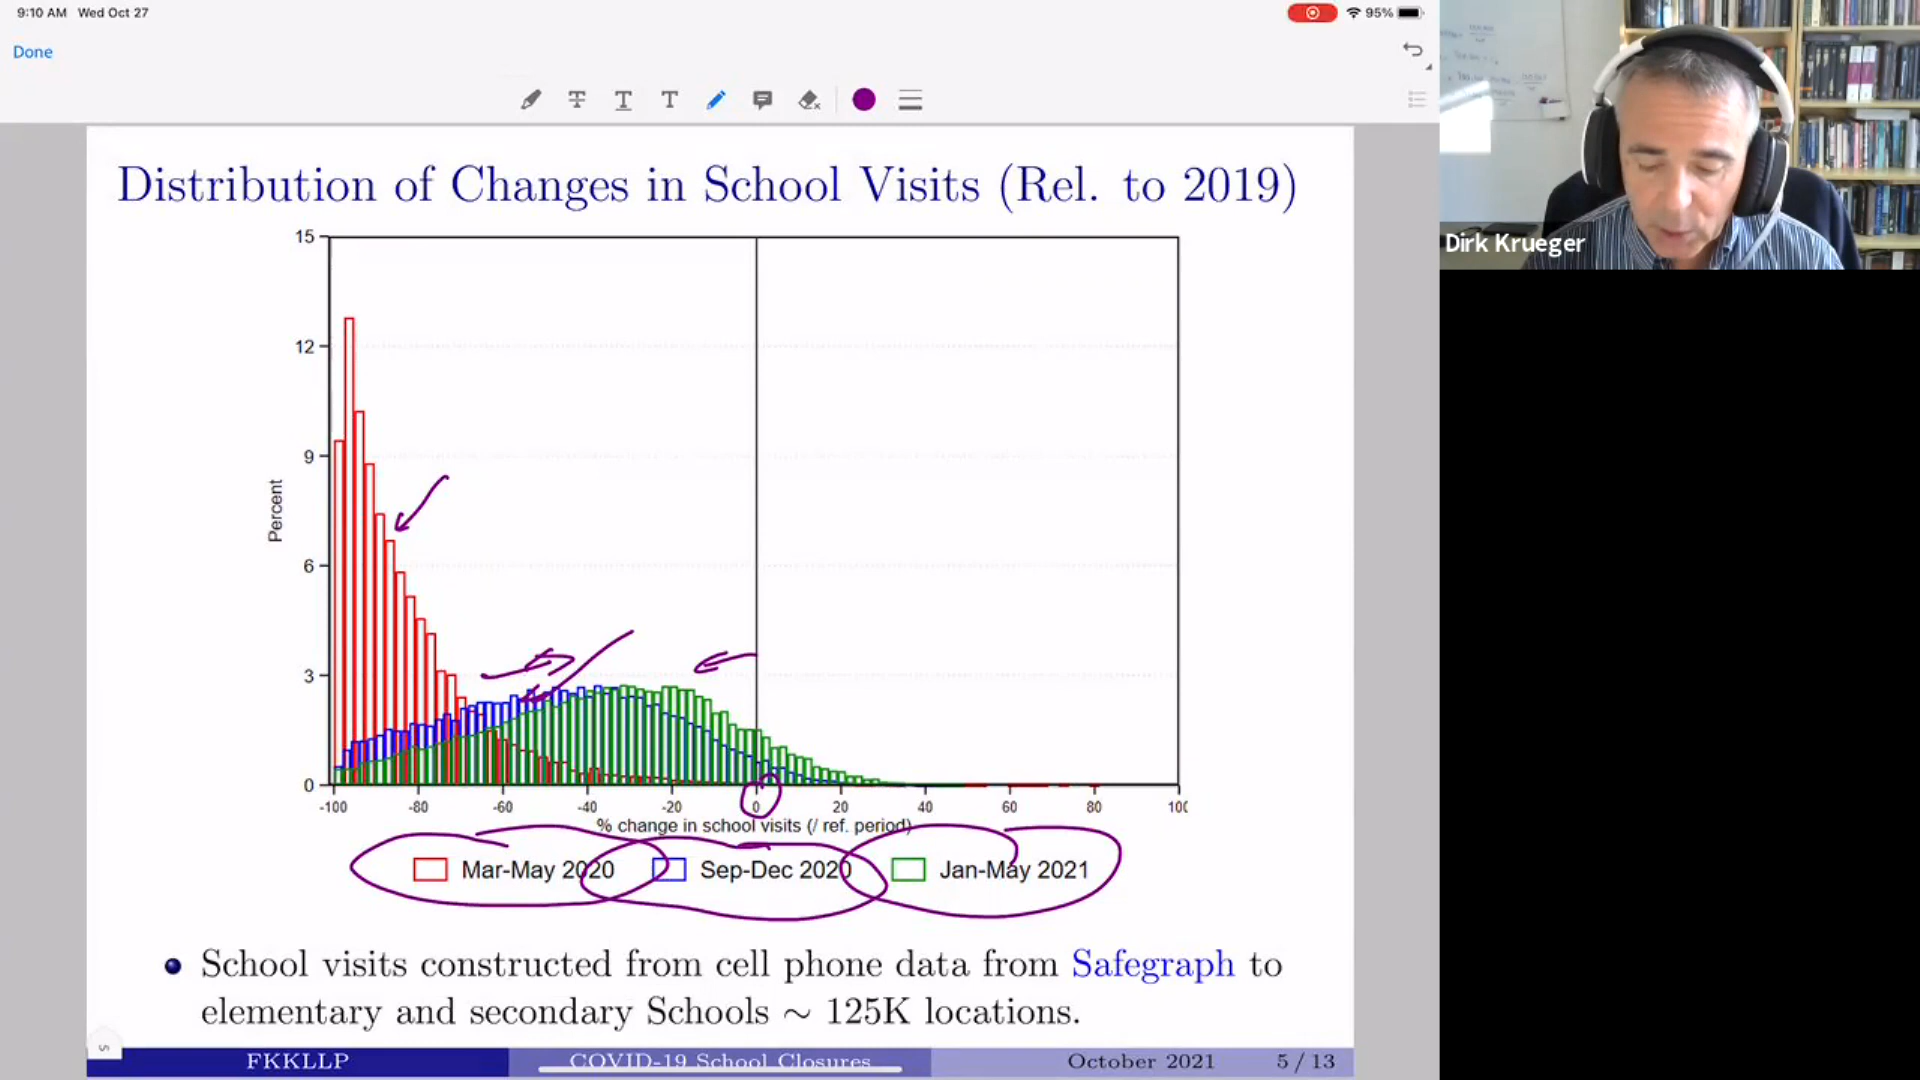 9:10 AM Wed Oct 27
95%
Done
Distribution of Changes in School Visits (Rel. to 2019)
15
12
9
6
3
0
Percent
-100 -80 -60 -40 -20 0 20 40 60 80 100
% change in school visits (/ ref. period)
Mar-May 2020 Sep-Dec 2020 Jan-May 2021
School visits constructed from cell phone data from Safegraph to
elementary and secondary Schools ~ 125K locations.
5
FKKLLP COVID-19 School Closures October 2021 5 / 13
Dirk Krueger